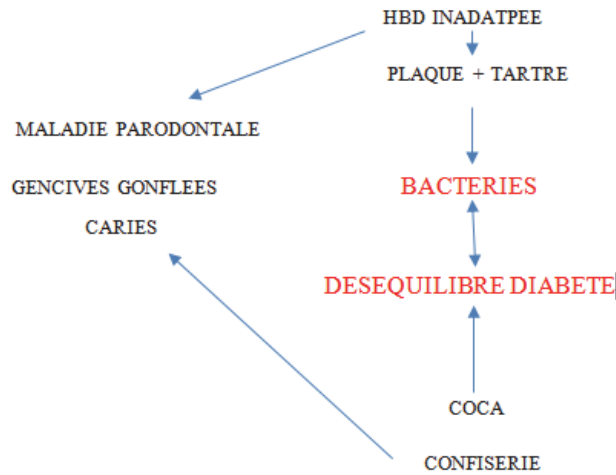 HBD INADATPEE
PLAQUE + TARTRE
MALADIE PARODONTALE
GENCIVES GONFLEES
BACTERIES
CARIES
DESEQUILIBRE DIABETE
COCA
CONFISERIE